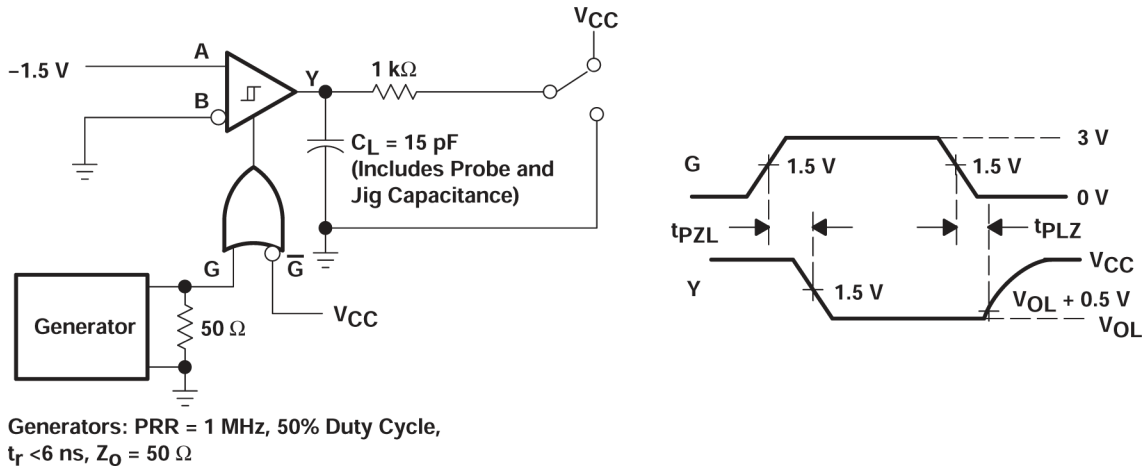 VCC
A
−1.5 V
1 kΩ
Y
B
CL = 15 pF
(Includes Probe and
Jig Capacitance)
G
G
VCC
Generator
50 Ω
Generators: PRR = 1 MHz, 50% Duty Cycle,
tr <6 ns, ZO = 50 Ω
3 V
G
1.5 V
1.5 V
0 V
tPZL
tPLZ
VCC
Y
1.5 V
VOL + 0.5 V
VOL